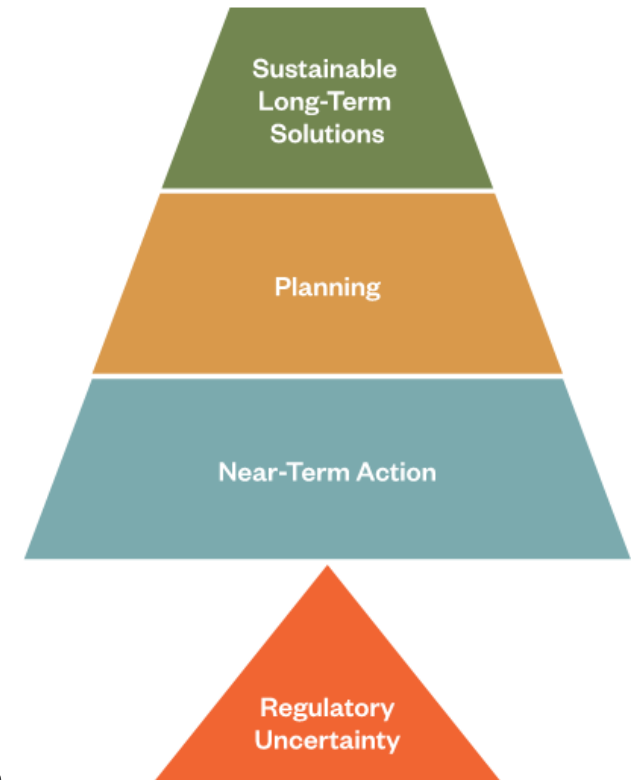 Sustainable
Long-Term
Solutions
Planning
Near-Term Action
Regulatory
Uncertainty